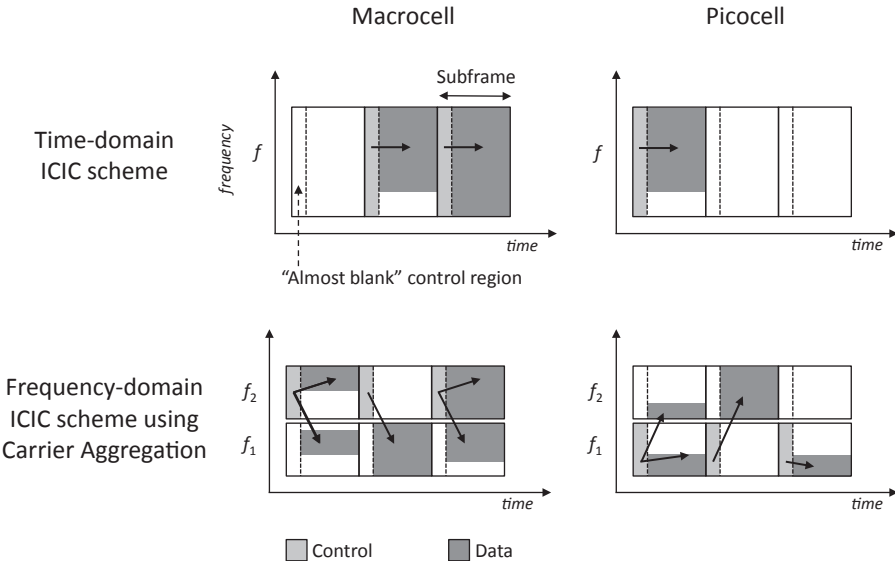 Macrocell
Picocell
Time-domain
ICIC scheme
Subframe
frequency
f
time
"Almost blank" control region
f
time
Frequency-domain
ICIC scheme using
Carrier Aggregation
f2
f1
time
f2
f1
time
Control
Data